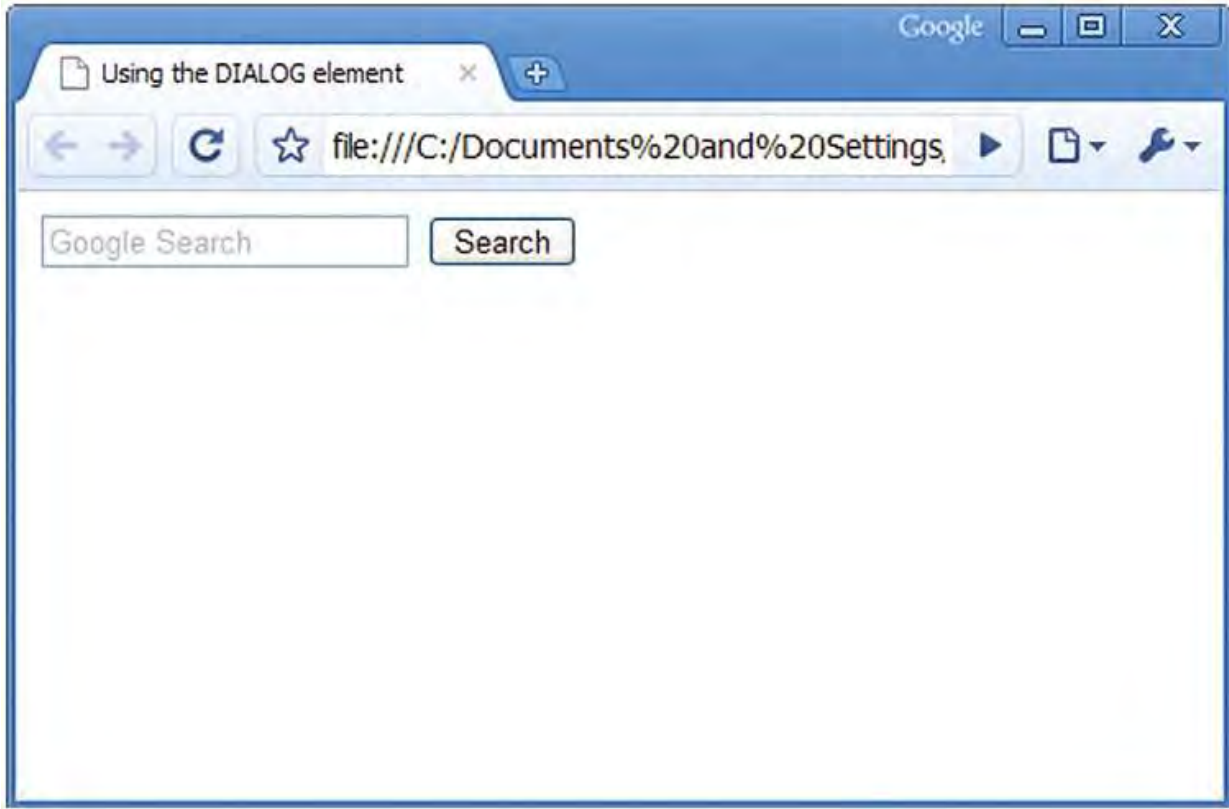 Google
Using the DIALOG element
file:///C:/Documents%20and%20Settings
Google Search
Search